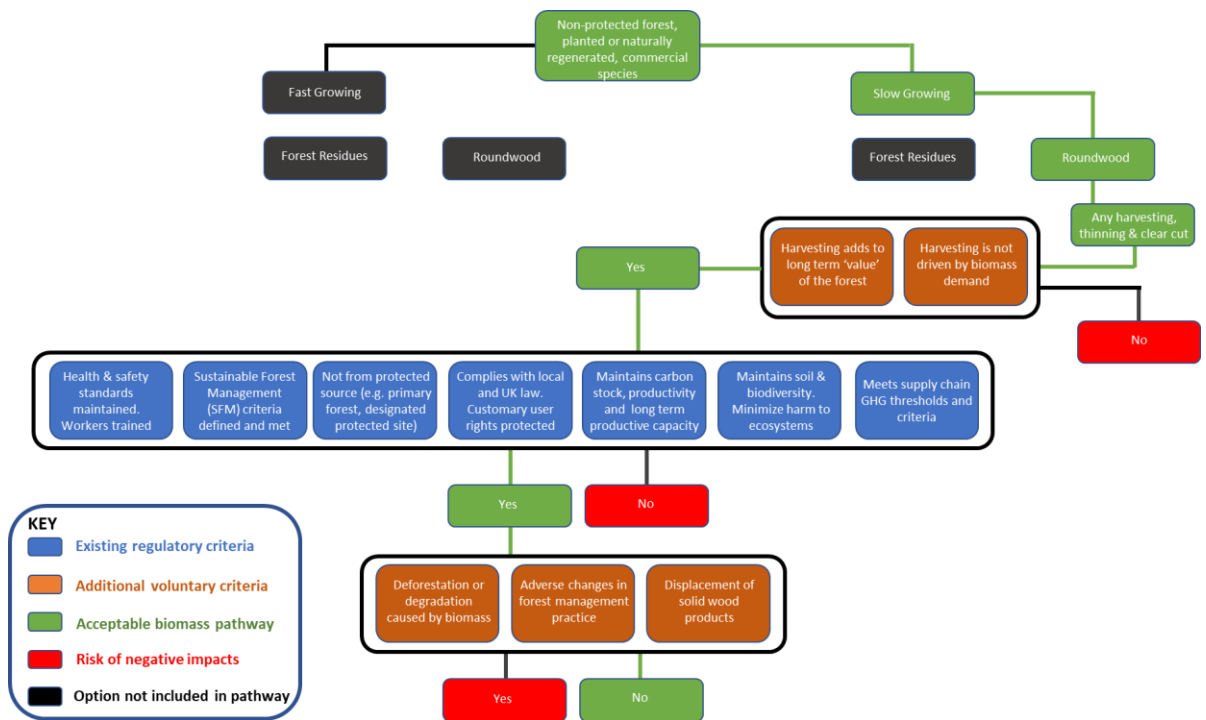 Non-protected forest,
planted or naturally
regenerated, commercial
species
Fast Growing
Slow Growing
Forest Residues
Roundwood
Forest Residues
Roundwood
Any harvesting,
thinning & clear cut
Harvesting adds to
long term ‘value’
of the forest
Harvesting is not
driven by biomass
demand
Yes
No
Health & safety
standards
maintained.
Workers trained
Sustainable Forest
Management
(SFM) criteria
defined and met
Not from protected
source (e.g. primary
forest, designated
protected site)
Complies with local
and UK law.
Customary user
rights protected
Maintains carbon
stock, productivity
and long term
productive capacity
Maintains soil &
biodiversity.
Minimize harm to
ecosystems
Meets supply chain
GHG thresholds and
criteria
Yes
No
Deforestation or
degradation
caused by biomass
Adverse changes in
forest management
practice
Displacement of
solid wood
products
Yes
No
KEY
Existing regulatory criteria
Additional voluntary criteria
Acceptable biomass pathway
Risk of negative impacts
Option not included in pathway